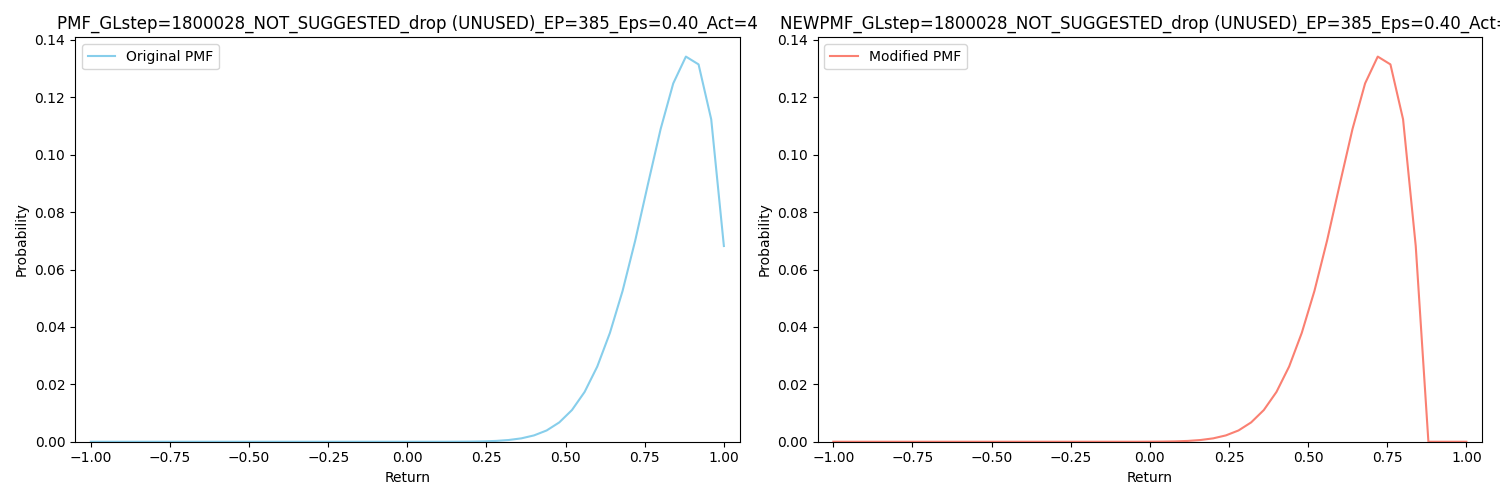 PMF_GLstep=1800028_NOT_SUGGESTED_drop (UNUSED)_EP=385_Eps=0.40_Act=4
Original PMF
0.14
0.12
0.10
0.08
0.06
0.04
0.02
0.00
Probability
−1.00 −0.75 −0.50 −0.25 0.00 0.25 0.50 0.75 1.00
Return
NEWPMF_GLstep=1800028_NOT_SUGGESTED_drop (UNUSED)_EP=385_Eps=0.40_Act=
Modified PMF
0.14
0.12
0.10
0.08
0.06
0.04
0.02
0.00
Probability
−1.00 −0.75 −0.50 −0.25 0.00 0.25 0.50 0.75 1.00
Return